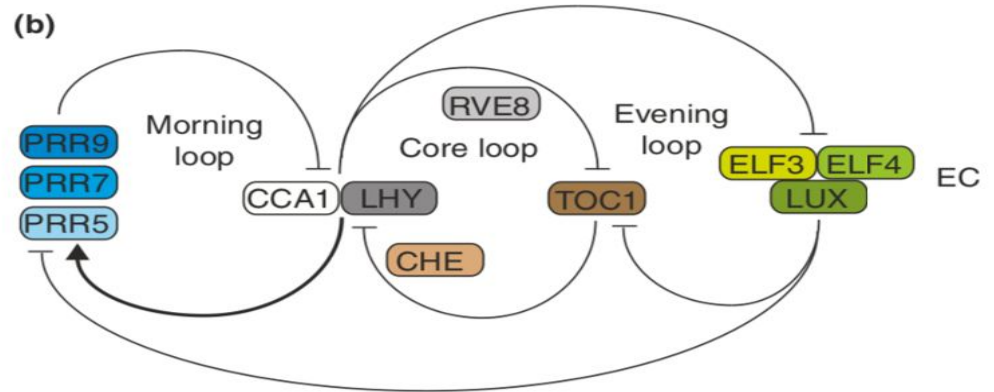 (b)
PRR9
PRR7
PRR5
Morning
loop
CCA1
LHY
RVE8
Core loop
CHE
Evening
loop
TOC1
ELF3
ELF4
LUX
EC